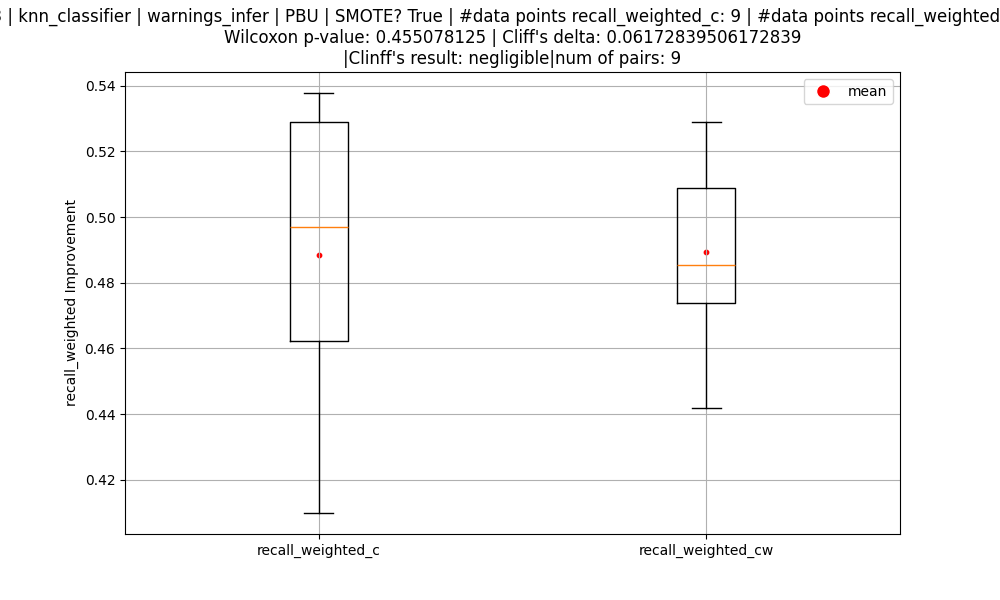 | knn_classifier | warnings_infer | PBU | SMOTE? True | #data points recall_weighted_c: 9 | #data points recall_weighted
Wilcoxon p-value: 0.455078125 | Cliff's delta: 0.06172839506172839
|Clinff's result: negligible|num of pairs: 9
mean
0.54
0.52
0.50
0.48
0.46
0.44
0.42
recall_weighted Improvement
recall_weighted_c
recall_weighted_cw